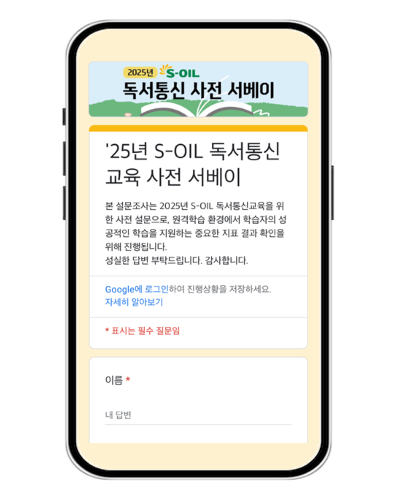 2025년 S-OIL
독서통신 사전 서베이
'25년 S-OIL 독서통신
교육 사전 서베이
본 설문조사는 2025년 S-OIL 독서통신교육을 위
한 사전 설문으로, 원격학습 환경에서 학습자의 성
공적인 학습을 지원하는 중요한 지표 결과 확인을
위해 진행됩니다.
성실한 답변 부탁드립니다. 감사합니다.
Google에 로그인하여 진행상황을 저장하세요.
자세히 알아보기
* 표시는 필수 질문임
이름 *
내 답변